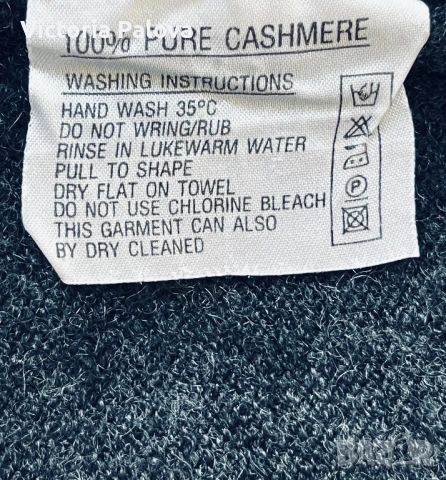 Victoria Palova
100% PURE CASHMERE
WASHING INSTRUCTIONS
HAND WASH 35°C
DO NOT WRING/RUB
RINSE IN LUKEWARM WATER
PULL TO SHAPE
DRY FLAT ON TOWEL
DO NOT USE CHLORINE BLEACH
THIS GARMENT CAN ALSO
BY DRY CLEANED
P